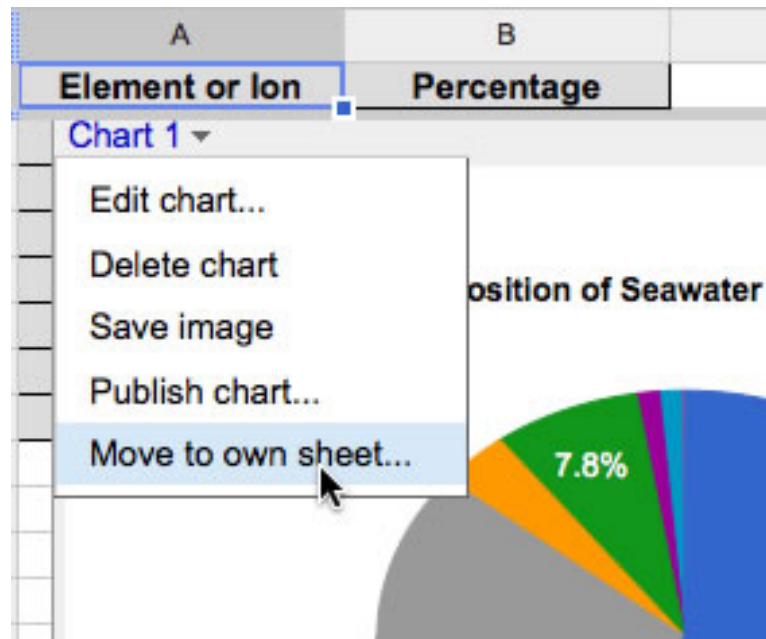 A B
Element or Ion Percentage
Chart 1
Edit chart...
Delete chart
Save image
Publish chart...
Move to own sheet...
osition of Seawater
7.8%